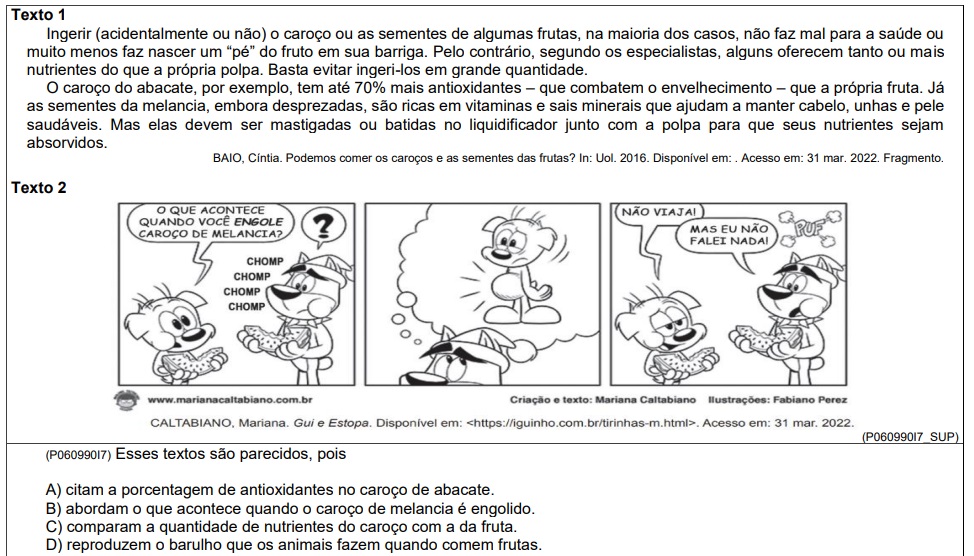 Texto 1
Ingerir (acidentalmente ou não) o caroço ou as sementes de algumas frutas, na maioria dos casos, não faz mal para a saúde ou
muito menos faz nascer um “pé” do fruto em sua barriga. Pelo contrário, segundo os especialistas, alguns oferecem tanto ou mais
nutrientes do que a própria polpa. Basta evitar ingeri-los em grande quantidade.
O caroço do abacate, por exemplo, tem até 70% mais antioxidantes – que combatem o envelhecimento – que a própria fruta. Já
as sementes da melancia, embora desprezadas, são ricas em vitaminas e sais minerais que ajudam a manter cabelo, unhas e pele
saudáveis. Mas elas devem ser mastigadas ou batidas no liquidificador junto com a polpa para que seus nutrientes sejam
absorvidos.
BAIO, Cíntia. Podemos comer os caroços e as sementes das frutas? In: Uol. 2016. Disponível em: . Acesso em: 31 mar. 2022. Fragmento.
Texto 2
O QUE ACONTECE
QUANDO VOCÊ ENGOLE
CAROÇO DE MELANCIA?
?
CHOMP
CHOMP
CHOMP
CHOMP
NÃO VIAJA!
MAS EU NÃO
FALEI NADA!
PUF
www.marianacaltabiano.com.br
Criação e texto: Mariana Caltabiano Ilustrações: Fabiano Perez
CALTABIANO, Mariana. Gui e Estopa. Disponível em: <https://iguinho.com.br/tirinhas-m.html>. Acesso em: 31 mar. 2022.
(P060990I7_SUP)
(P060990I7) Esses textos são parecidos, pois
A) citam a porcentagem de antioxidantes no caroço de abacate.
B) abordam o que acontece quando o caroço de melancia é engolido.
C) comparam a quantidade de nutrientes do caroço com a da fruta.
D) reproduzem o barulho que os animais fazem quando comem frutas.